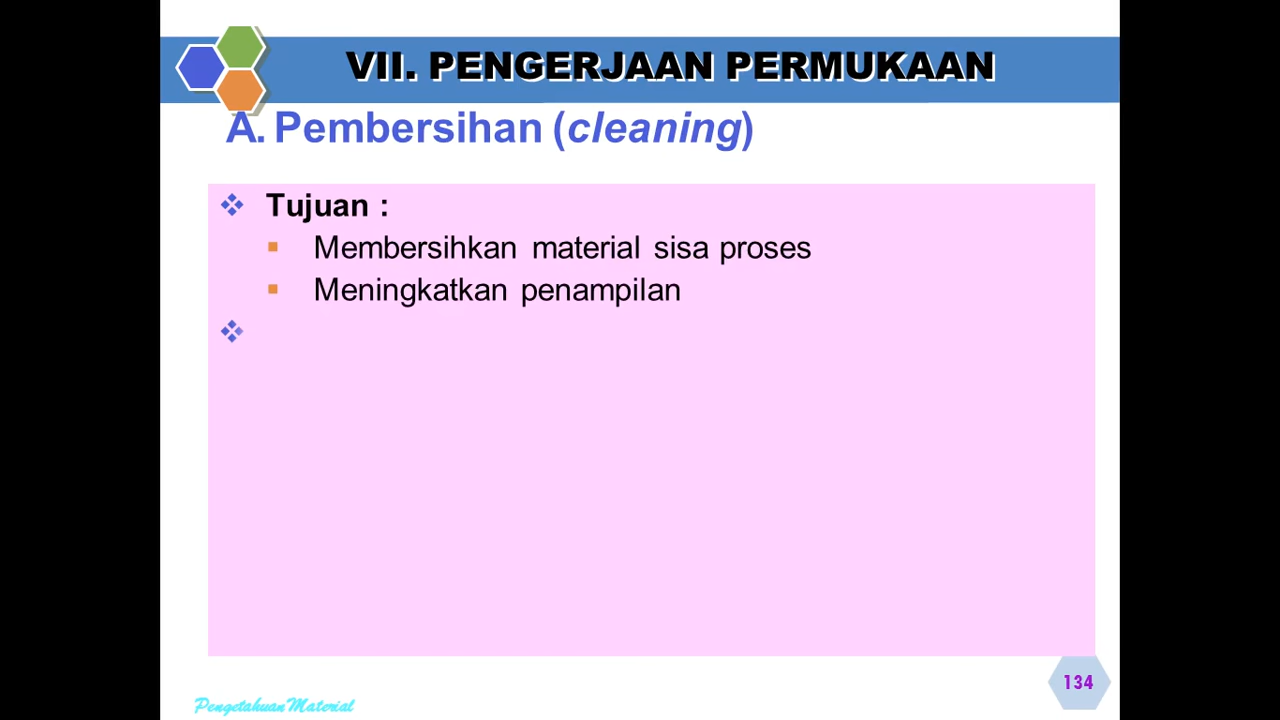 VII. PENGERJAAN PERMUKAAN
A. Pembersihan (cleaning)
Tujuan :
Membersihkan material sisa proses
Meningkatkan penampilan
134
Pengetahuan Material